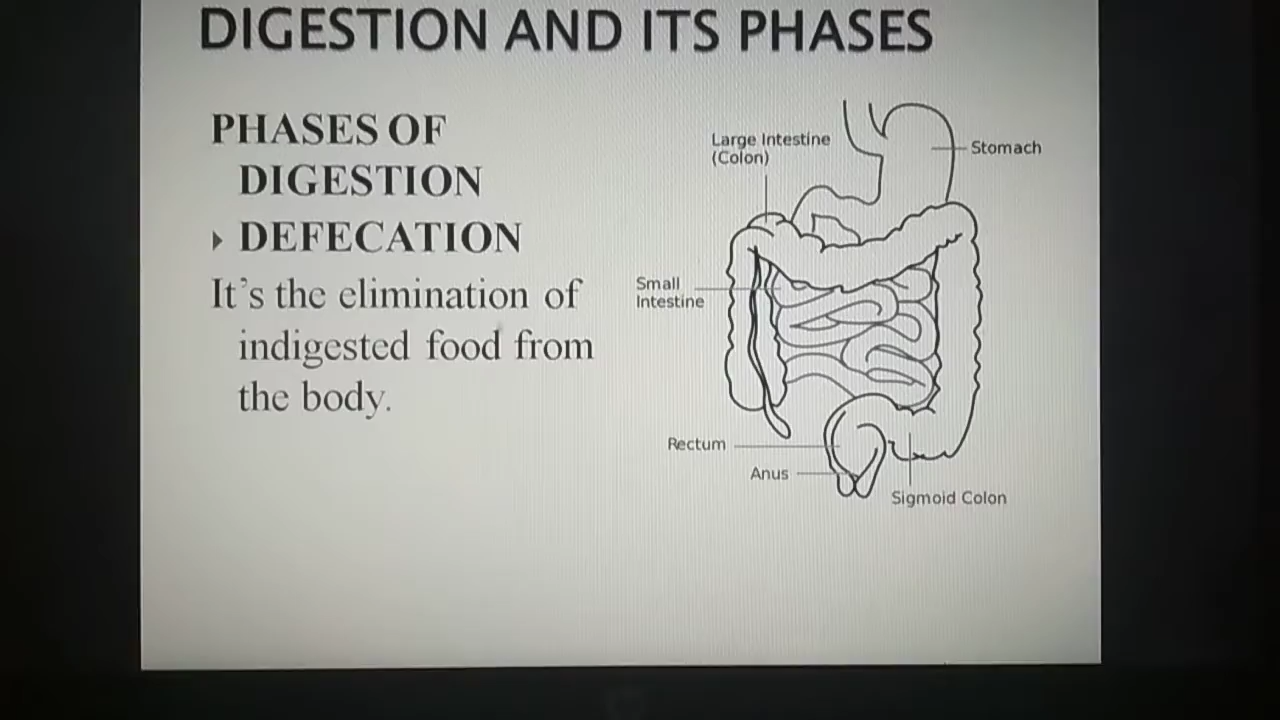 DIGESTION AND ITS PHASES
PHASES OF
DIGESTION
DEFECATION
It's the elimination of
indigested food from
the body.
Large Intestine
(Colon)
Stomach
Small
Intestine
Rectum
Anus
Sigmoid Colon